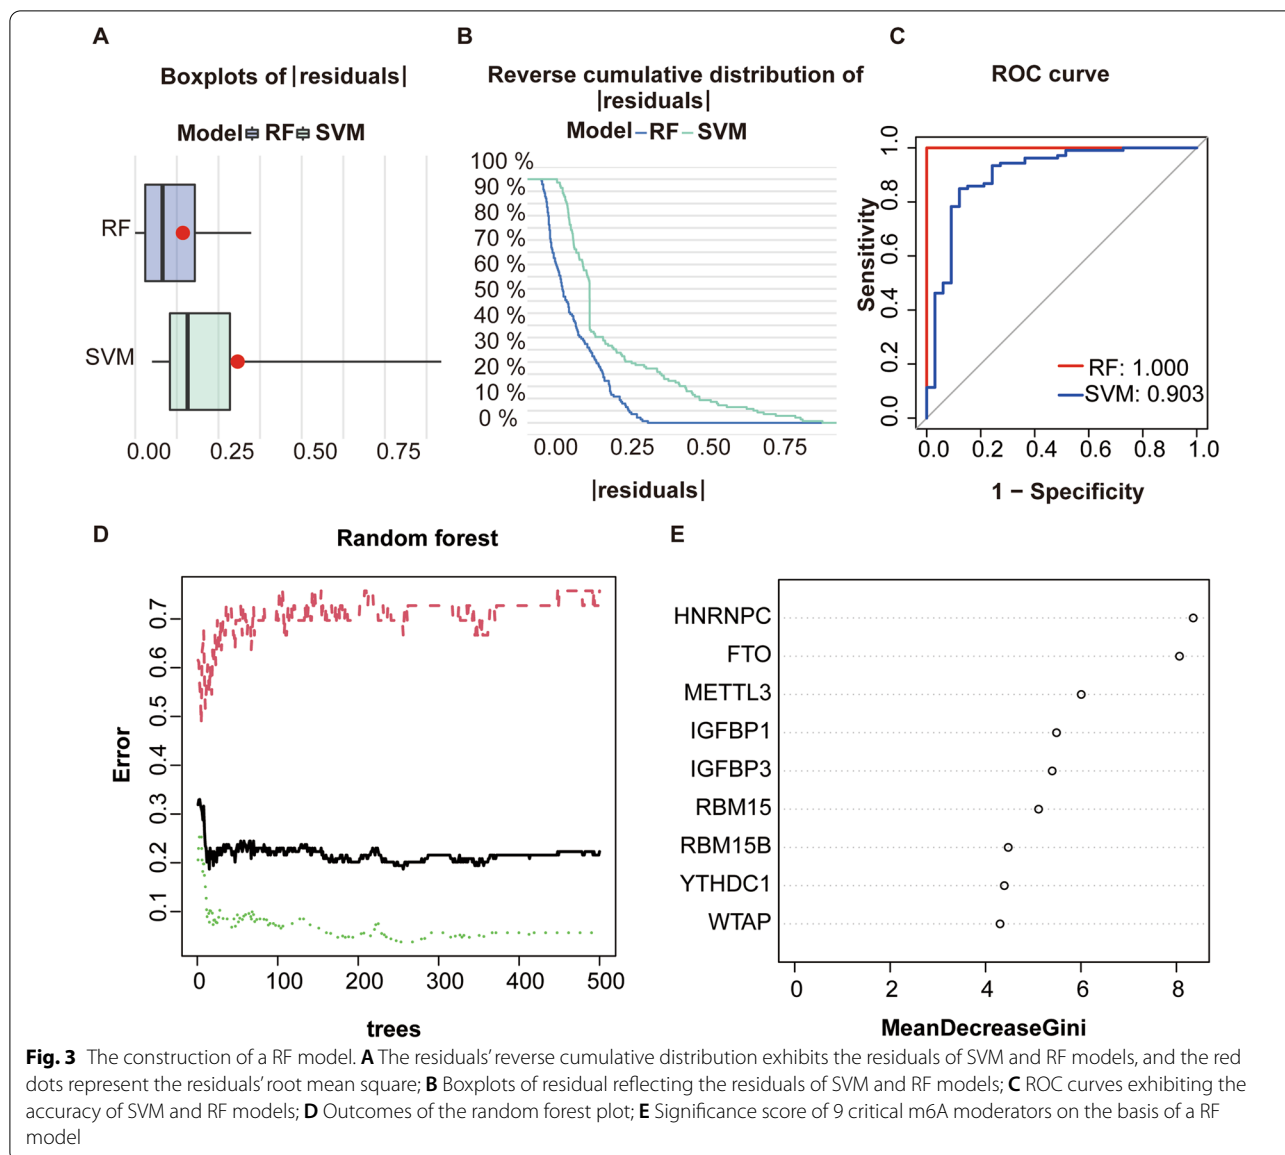 A
Boxplots of |residuals|
Model RF SVM
RF
SVM
0.00 0.25 0.50 0.75
B
Reverse cumulative distribution of
|residuals|
Model RF SVM
100 %
90 %
80 %
70 %
60 %
50 %
40 %
30 %
20 %
10 %
0 %
0.00 0.25 0.50 0.75
|residuals|
C
ROC curve
Sensitivity
1.0
0.8
0.6
0.4
0.2
0.0
RF: 1.000
SVM: 0.903
0.0 0.2 0.4 0.6 0.8 1.0
1 − Specificity
D
Random forest
Error
0.7
0.6
0.5
0.4
0.3
0.2
0.1
0 100 200 300 400 500
trees
E
HNRNPC
FTO
METTL3
IGFBP1
IGFBP3
RBM15
RBM15B
YTHDC1
WTAP
0 2 4 6 8
MeanDecreaseGini
Fig. 3 The construction of a RF model. A The residuals' reverse cumulative distribution exhibits the residuals of SVM and RF models, and the red
dots represent the residuals' root mean square; B Boxplots of residual reflecting the residuals of SVM and RF models; C ROC curves exhibiting the
accuracy of SVM and RF models; D Outcomes of the random forest plot; E Significance score of 9 critical m6A moderators on the basis of a RF
model